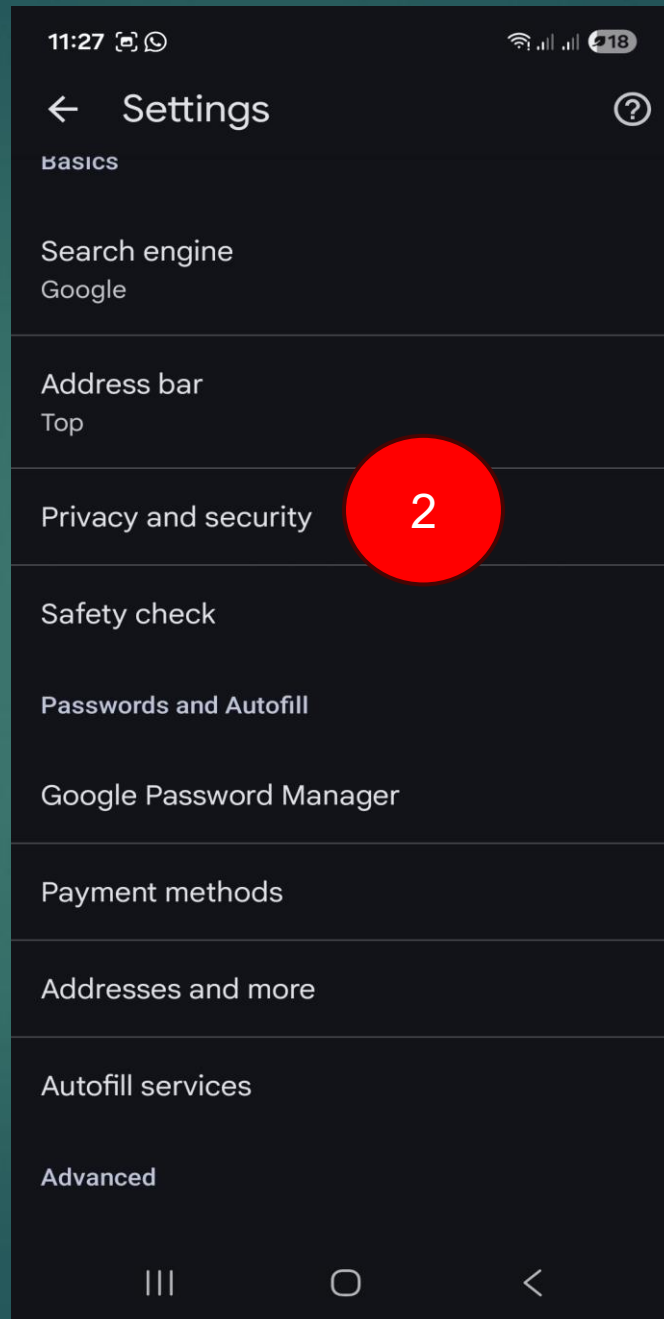 11:27
18
Settings
Basics
Search engine
Google
Address bar
Top
Privacy and security
2
Safety check
Passwords and Autofill
Google Password Manager
Payment methods
Addresses and more
Autofill services
Advanced